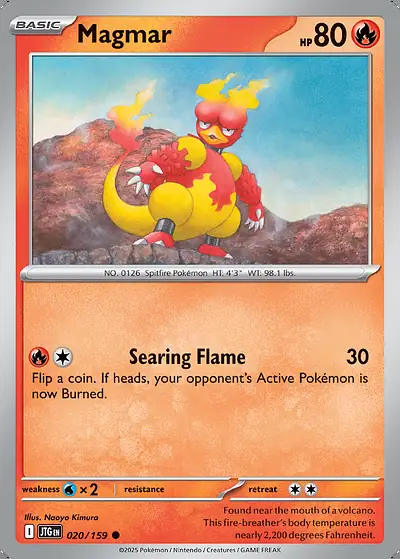 BASIC
Magmar
HP 80
NO. 0126 Spitfire Pokémon HT: 4'3" WT: 98.1 lbs.
Searing Flame 30
Flip a coin. If heads, your opponent's Active Pokémon is
now Burned.
weakness × 2 resistance retreat
Illus. Naoyo Kimura
I JTG EN 020/159
Found near the mouth of a volcano.
This fire-breather's body temperature is
nearly 2,200 degrees Fahrenheit.
©2025 Pokémon / Nintendo / Creatures / GAME FREAK